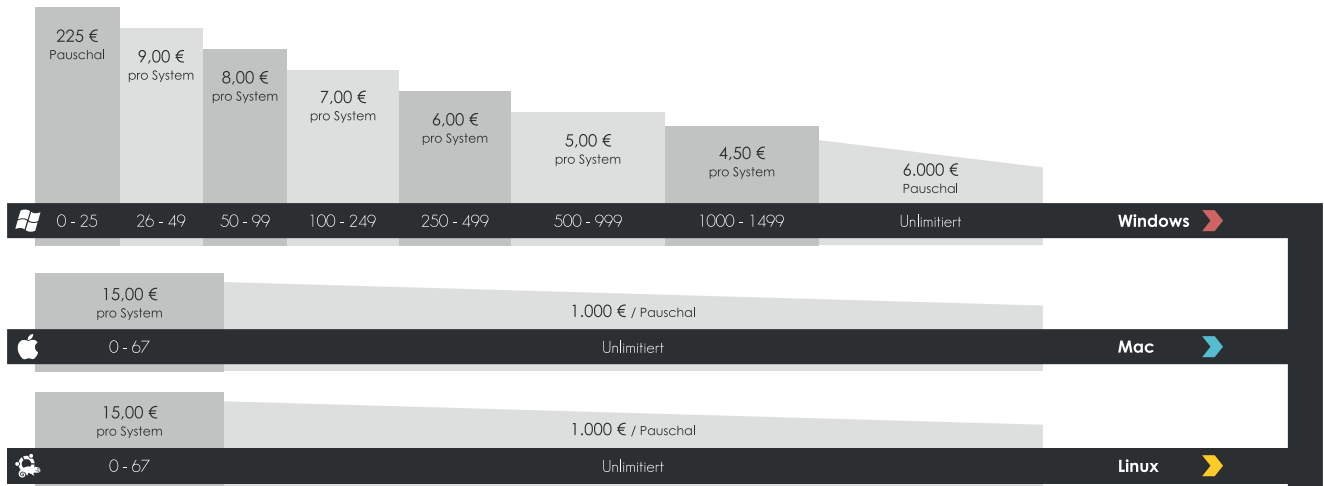 225 €
Pauschal
9,00 €
pro System
8,00 €
pro System
7,00 €
pro System
6,00 €
pro System
5,00 €
pro System
4,50 €
pro System
6.000 €
Pauschal
0 - 25 26 - 49 50 - 99 100 - 249 250 - 499 500 - 999 1000 - 1499 Unlimitiert Windows
15,00 €
pro System
1.000 € / Pauschal
0 - 67 Unlimitiert Mac
15,00 €
pro System
1.000 € / Pauschal
0 - 67 Unlimitiert Linux